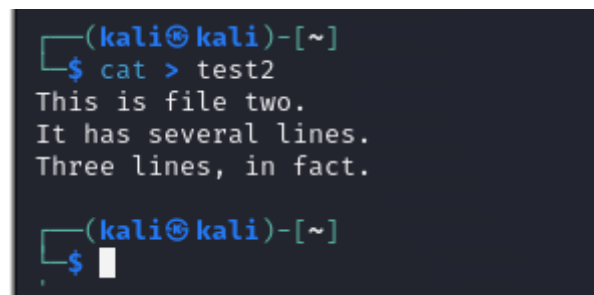 ┌──(kali㉿kali)-[~]
└─$ cat > test2
This is file two.
It has several lines.
Three lines, in fact.
┌──(kali㉿kali)-[~]
└─$